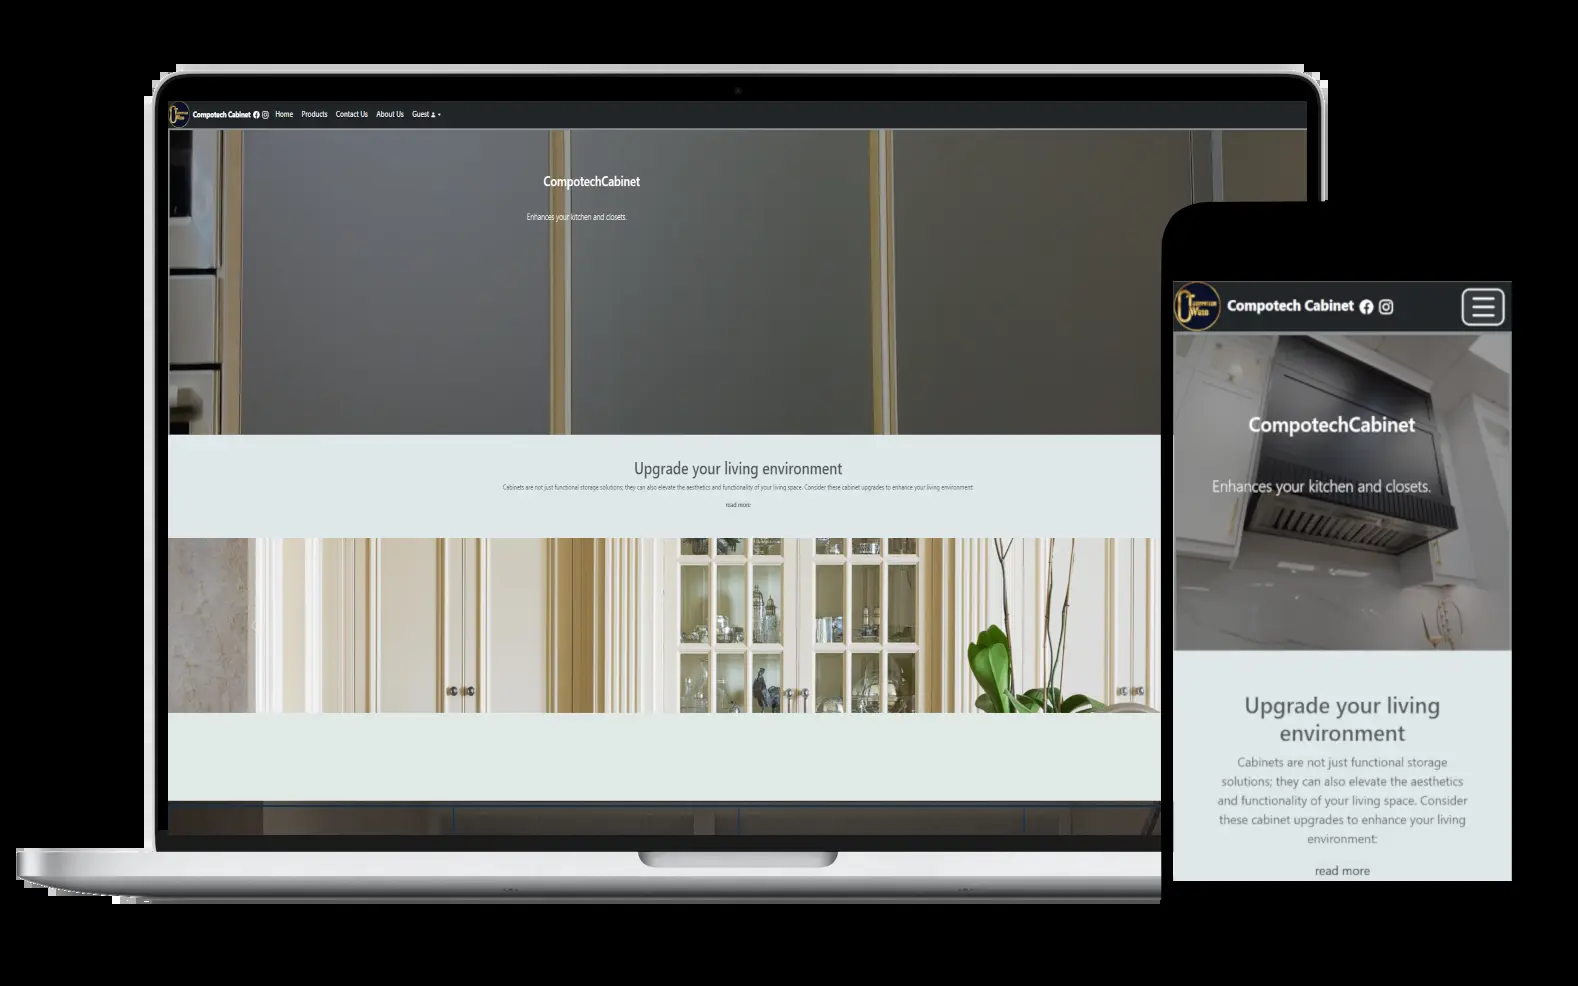 Compotech Cabinet Home Products Contact Us About Us Guest
CompotechCabinet
Enhances your kitchen and closets.
Upgrade your living environment
Cabinets are not just functional storage solutions; they can also elevate the aesthetics and functionality of your living space. Consider these cabinet upgrades to enhance your living environment:
read more
Compotech Cabinet
CompotechCabinet
Enhances your kitchen and closets.
Upgrade your living
environment
Cabinets are not just functional storage
solutions; they can also elevate the aesthetics
and functionality of your living space. Consider
these cabinet upgrades to enhance your living
environment:
read more